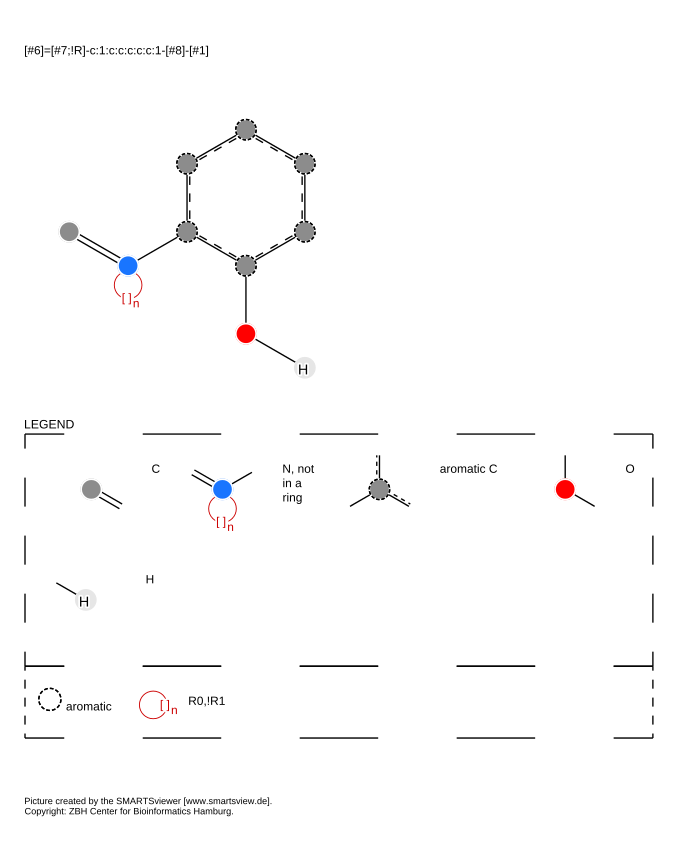 [#6]=[#7;!R]-c:1:c:c:c:c:c:1-[#8]-[#1]
[ ]n
H
LEGEND
C
N, not
in a
ring
aromatic C
O
[ ]n
H
H
aromatic
[ ]n
R0,!R1
Picture created by the SMARTSviewer [www.smartsview.de].
Copyright: ZBH Center for Bioinformatics Hamburg.